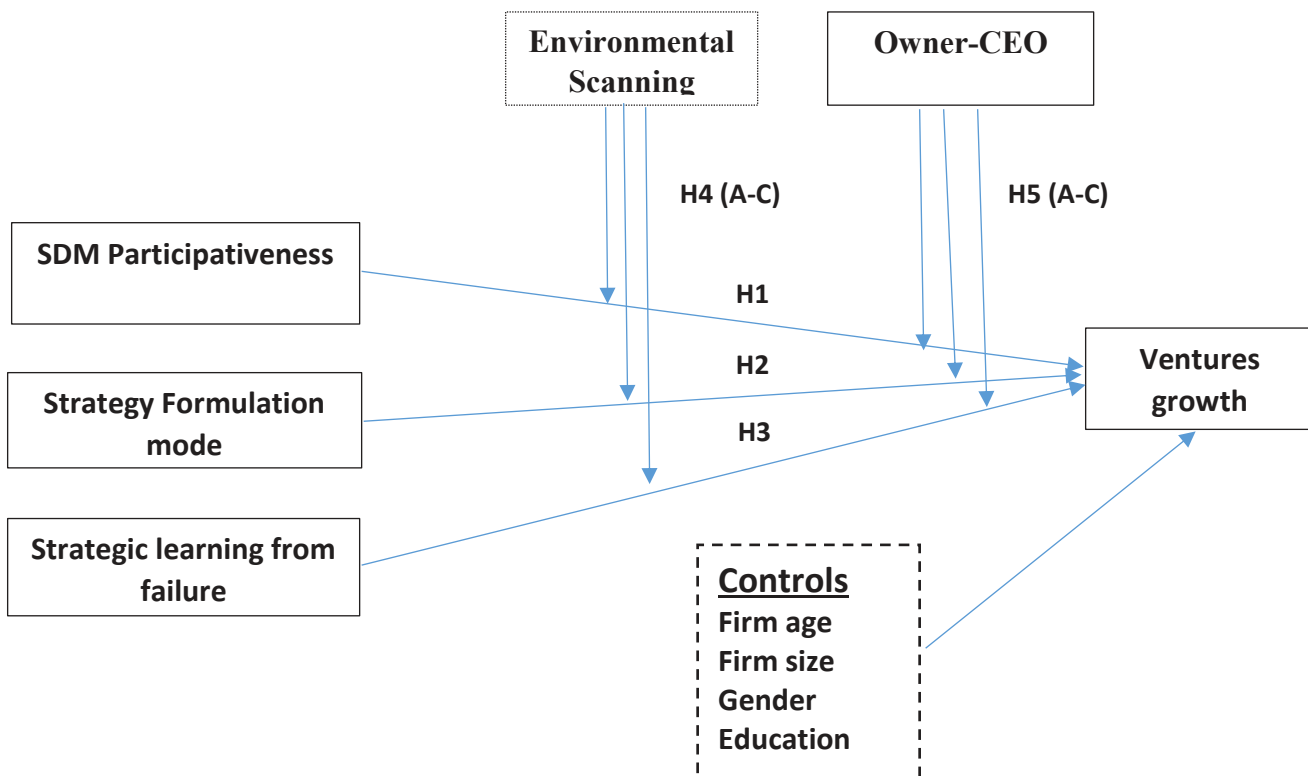 Environmental
Scanning
Owner-CEO
H4 (A-C)
H5 (A-C)
SDM Participativeness
H1
Ventures
growth
H2
Strategy Formulation
mode
H3
Strategic learning from
failure
Controls
Firm age
Firm size
Gender
Education